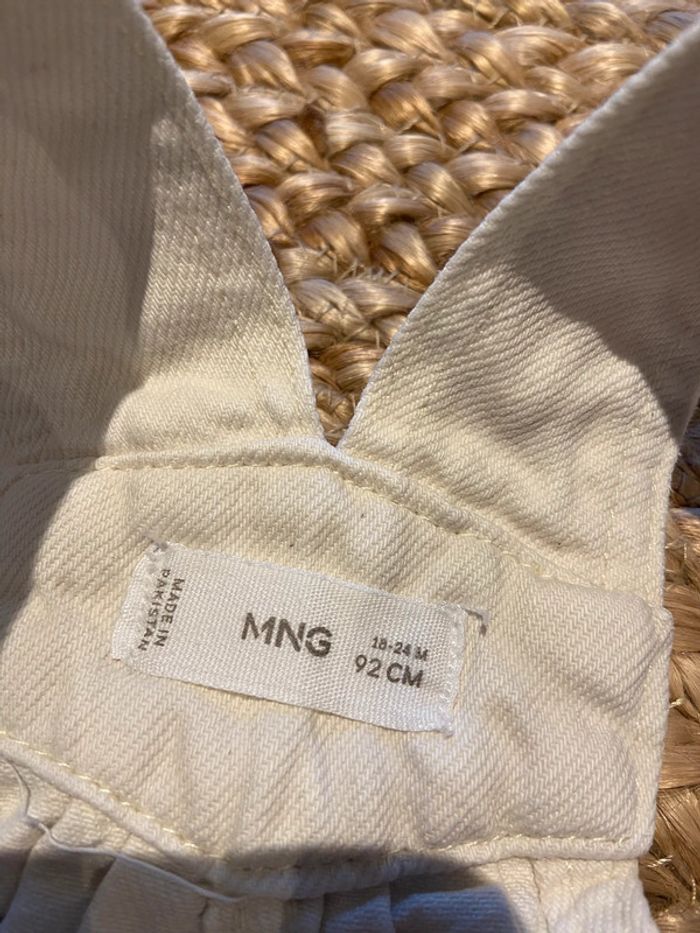 MADE IN
PAKISTAN
MNG
18-24 M
92 CM